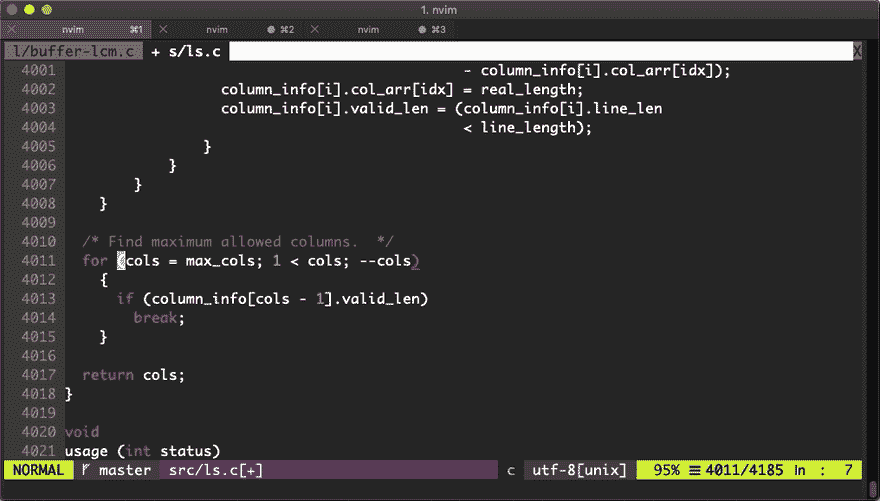 1. nvim
nvim ⌘1 nvim ⌘2 nvim ⌘3
l/buffer-lcm.c + s/ls.c X
4001 - column_info[i].col_arr[idx]);
4002 column_info[i].col_arr[idx] = real_length;
4003 column_info[i].valid_len = (column_info[i].line_len
4004 < line_length);
4005 }
4006 }
4007 }
4008 }
4009
4010 /* Find maximum allowed columns.  */
4011 for (cols = max_cols; 1 < cols; --cols)
4012 {
4013 if (column_info[cols - 1].valid_len)
4014 break;
4015 }
4016
4017 return cols;
4018 }
4019
4020 void
4021 usage (int status)
NORMAL master src/ls.c[+] c utf-8[unix] 95% ☰ 4011/4185 ln : 7